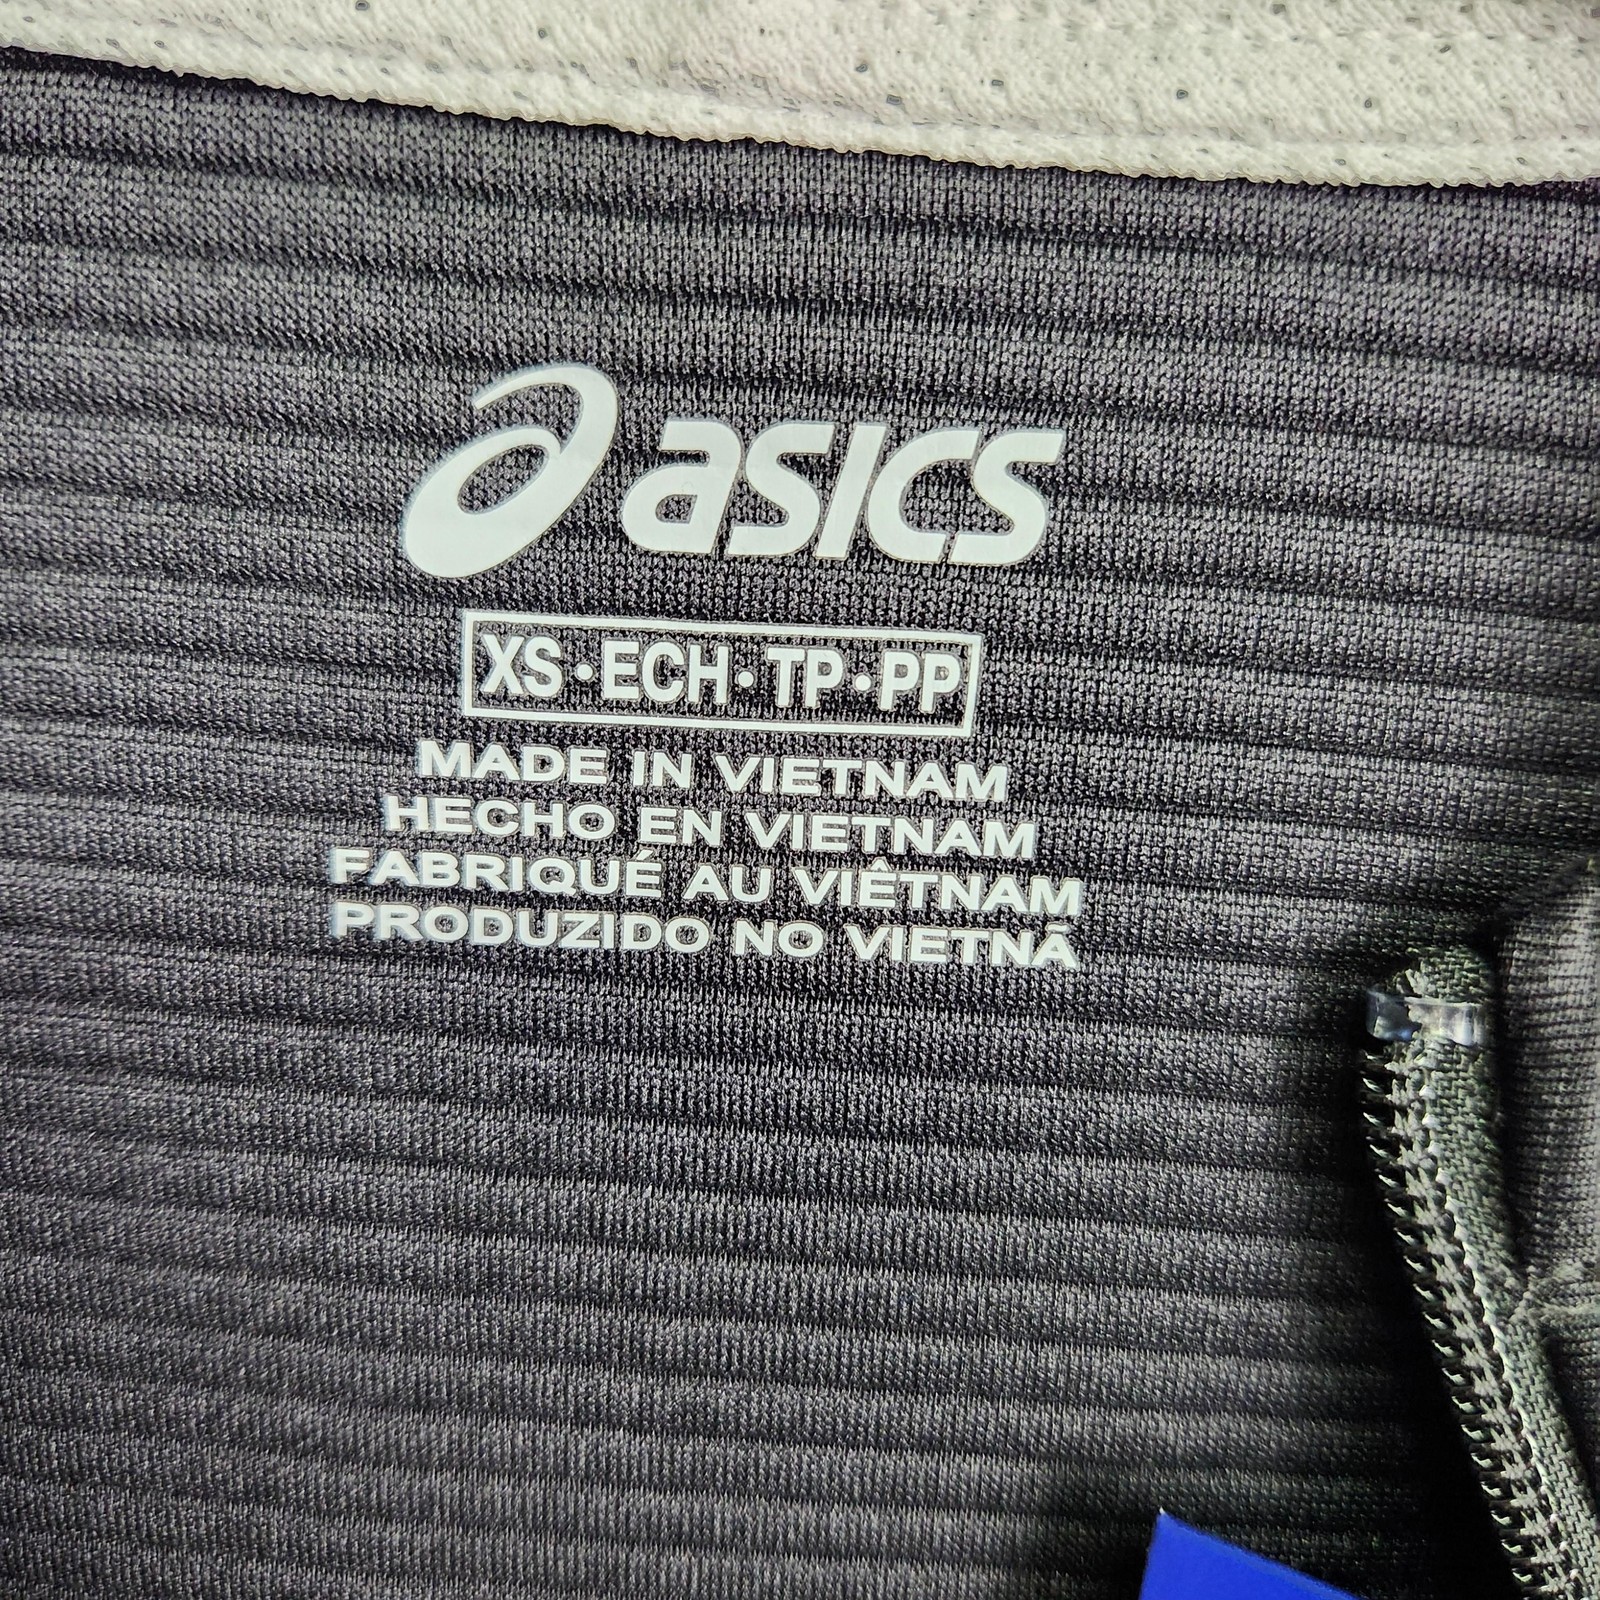 asics
XS·ECH·TP·PP
MADE IN VIETNAM
HECHO EN VIETNAM
FABRIQUÉ AU VIÊTNAM
PRODUZIDO NO VIETNÃ